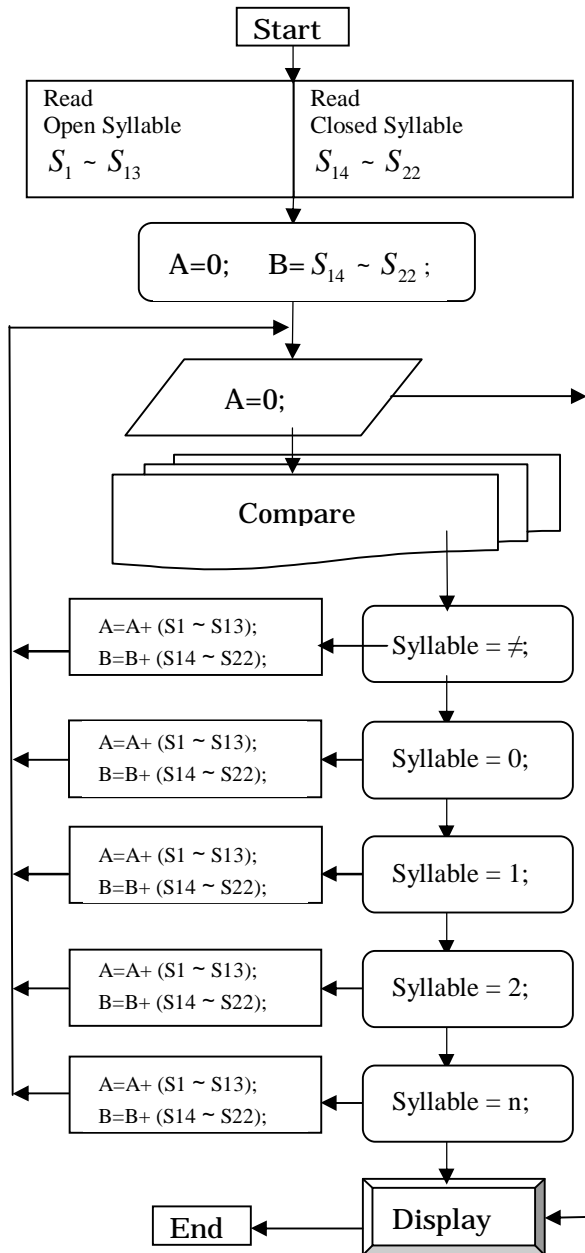 Start
Read
Open Syllable
S₁ ~ S₁₃
Read
Closed Syllable
S₁₄ ~ S₂₂
A=0; B= S₁₄ ~ S₂₂ ;
A=0;
Compare
A=A+ (S1 ~ S13);
B=B+ (S14 ~ S22);
Syllable = ≠;
A=A+ (S1 ~ S13);
B=B+ (S14 ~ S22);
Syllable = 0;
A=A+ (S1 ~ S13);
B=B+ (S14 ~ S22);
Syllable = 1;
A=A+ (S1 ~ S13);
B=B+ (S14 ~ S22);
Syllable = 2;
A=A+ (S1 ~ S13);
B=B+ (S14 ~ S22);
Syllable = n;
End
Display